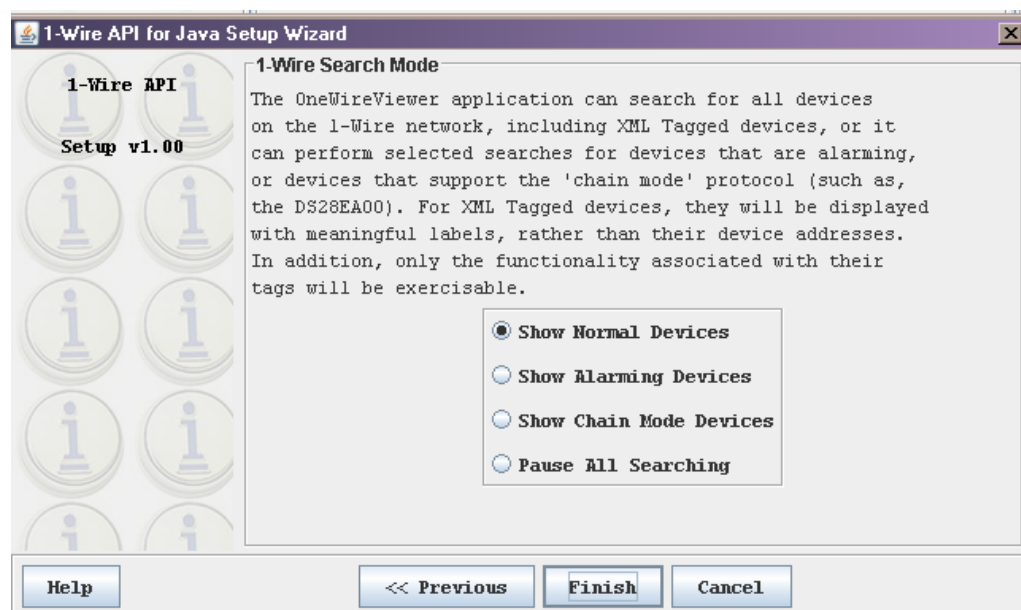 1-Wire API for Java Setup Wizard
1-Wire API
Setup v1.00
1-Wire Search Mode
The OneWireViewer application can search for all devices
on the 1-Wire network, including XML Tagged devices, or it
can perform selected searches for devices that are alarming,
or devices that support the 'chain mode' protocol (such as,
the DS28EA00). For XML Tagged devices, they will be displayed
with meaningful labels, rather than their device addresses.
In addition, only the functionality associated with their
tags will be exercisable.
Show Normal Devices
Show Alarming Devices
Show Chain Mode Devices
Pause All Searching
Help
<< Previous
Finish
Cancel